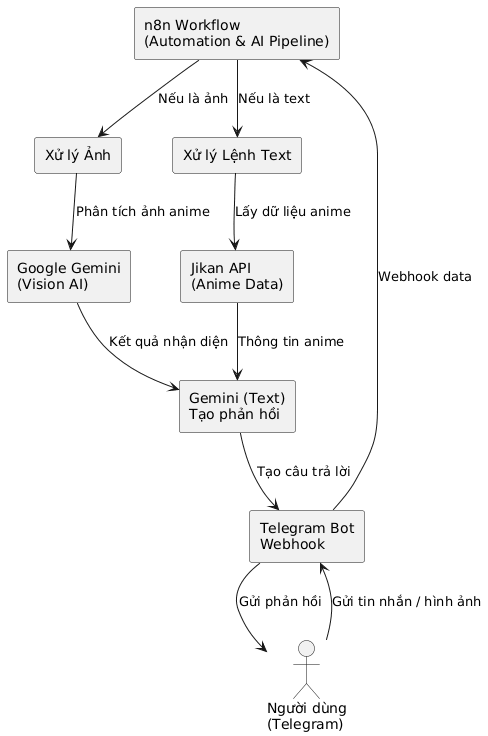 n8n Workflow
(Automation & AI Pipeline)
Nếu là ảnh
Nếu là text
Xử lý Ảnh
Xử lý Lệnh Text
Phân tích ảnh anime
Lấy dữ liệu anime
Google Gemini
(Vision AI)
Jikan API
(Anime Data)
Webhook data
Kết quả nhận diện
Thông tin anime
Gemini (Text)
Tạo phản hồi
Tạo câu trả lời
Telegram Bot
Webhook
Gửi phản hồi
Gửi tin nhắn / hình ảnh
Người dùng
(Telegram)